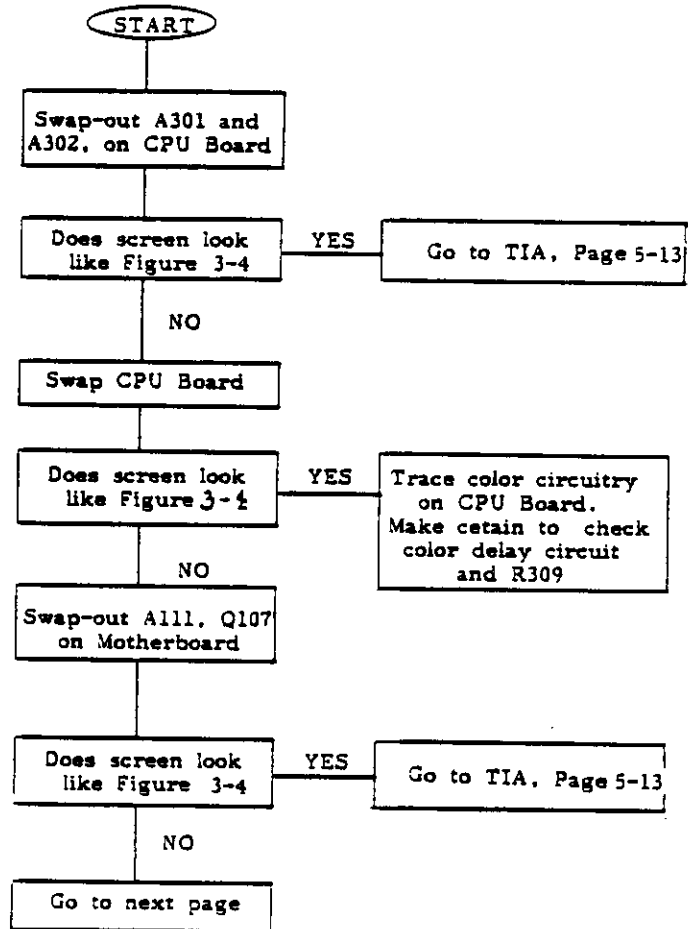 START
Swap-out A301 and
A302, on CPU Board
Does screen look
like Figure 3-4
YES
Go to TIA, Page 5-13
NO
Swap CPU Board
Does screen look
like Figure 3-4
YES
Trace color circuitry
on CPU Board.
Make cetain to check
color delay circuit
and R309
NO
Swap-out A111, Q107
on Motherboard
Does screen look
like Figure 3-4
YES
Go to TIA, Page 5-13
NO
Go to next page